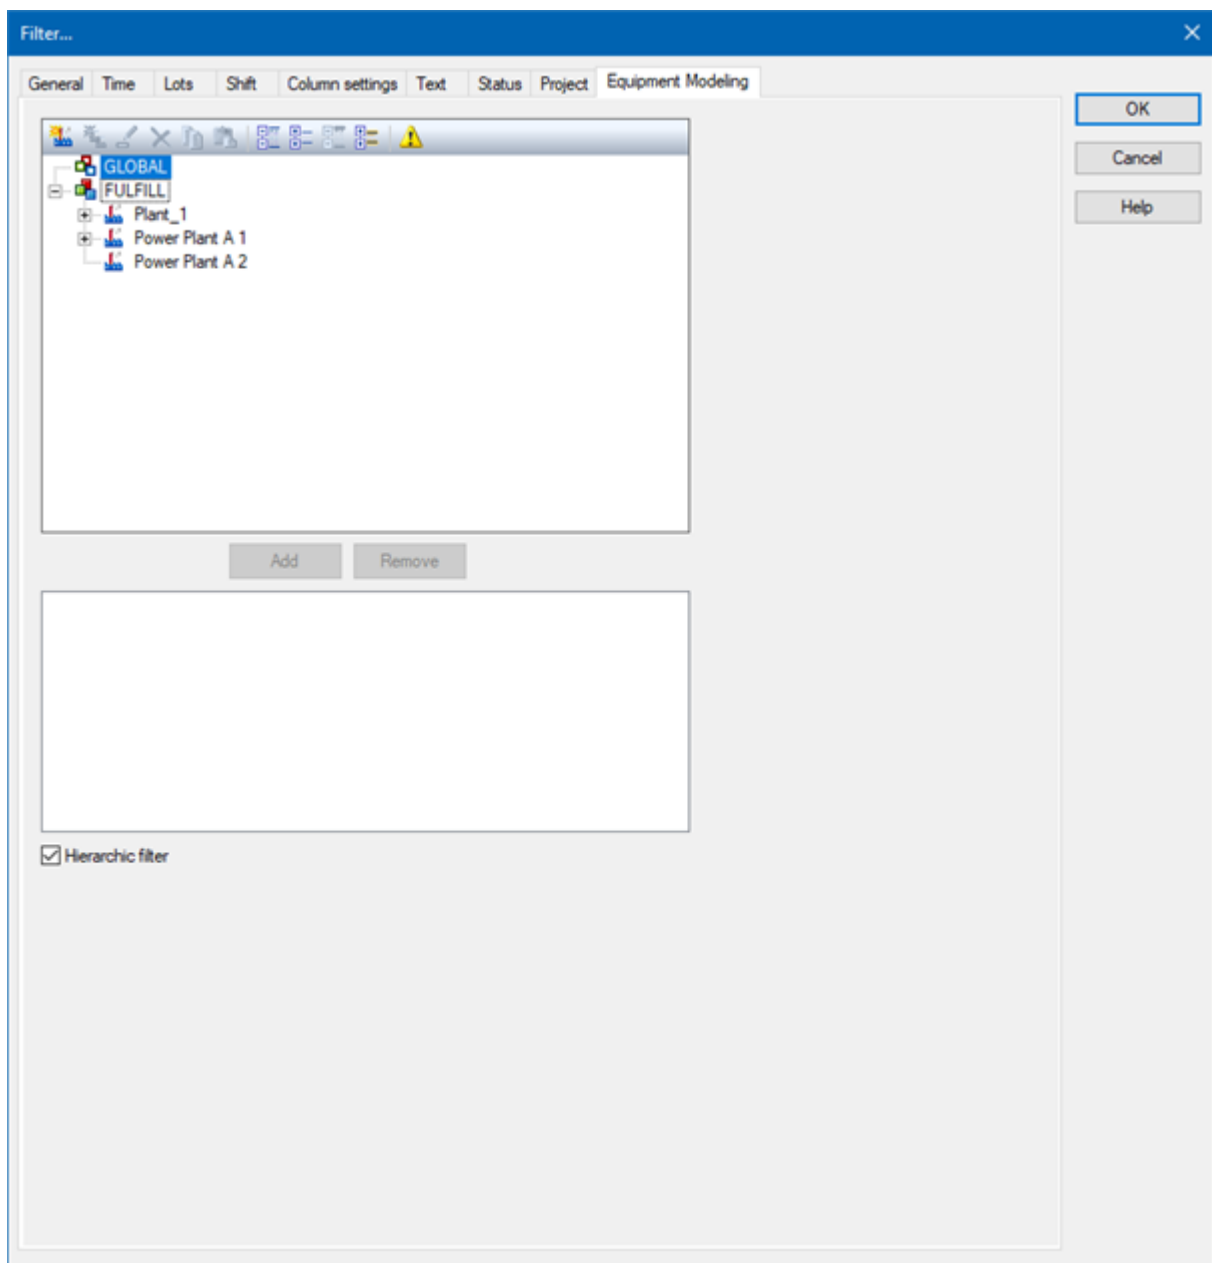 Filter...
General Time Lots Shift Column settings Text Status Project Equipment Modeling
OK
Cancel
Help
GLOBAL
FULFILL
Plant_1
Power Plant A 1
Power Plant A 2
Add Remove
Hierarchic filter